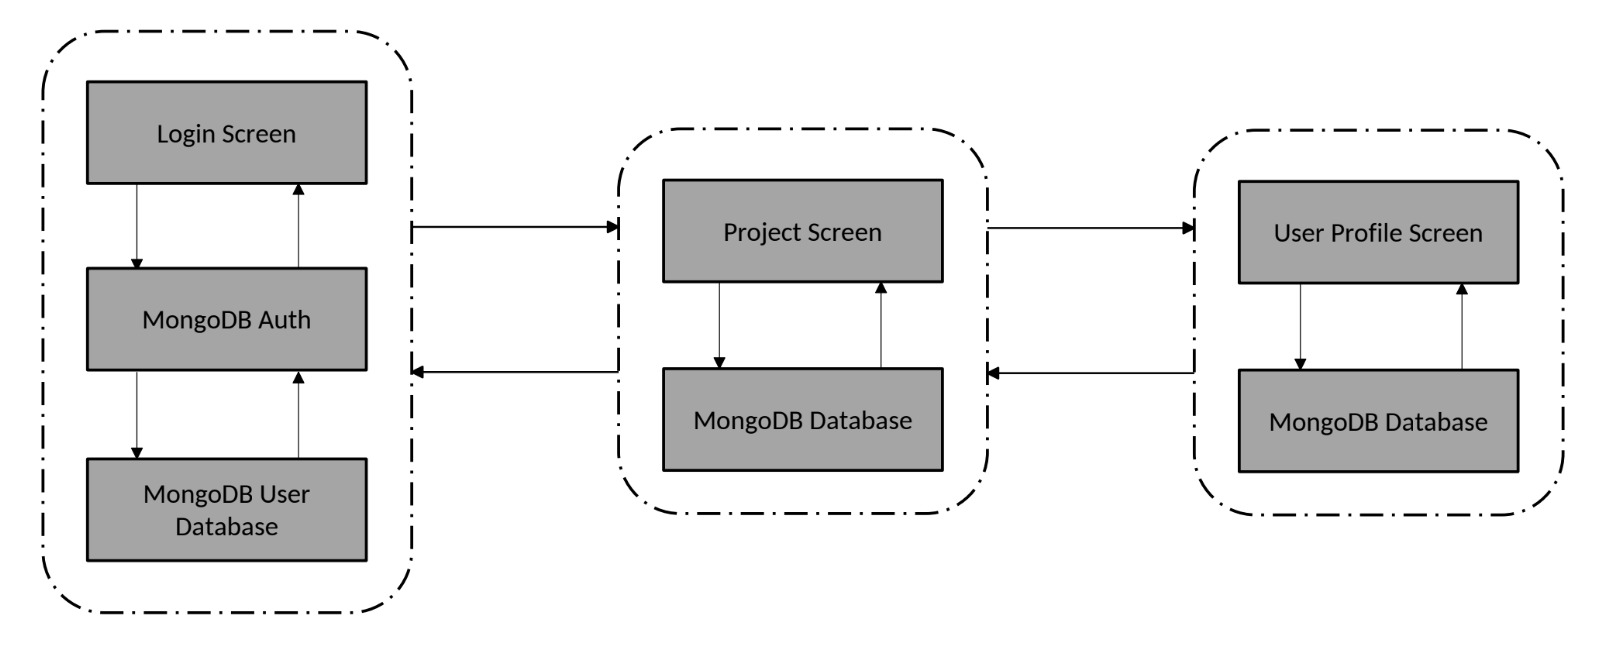 Login Screen
MongoDB Auth
MongoDB User
Database
Project Screen
MongoDB Database
User Profile Screen
MongoDB Database